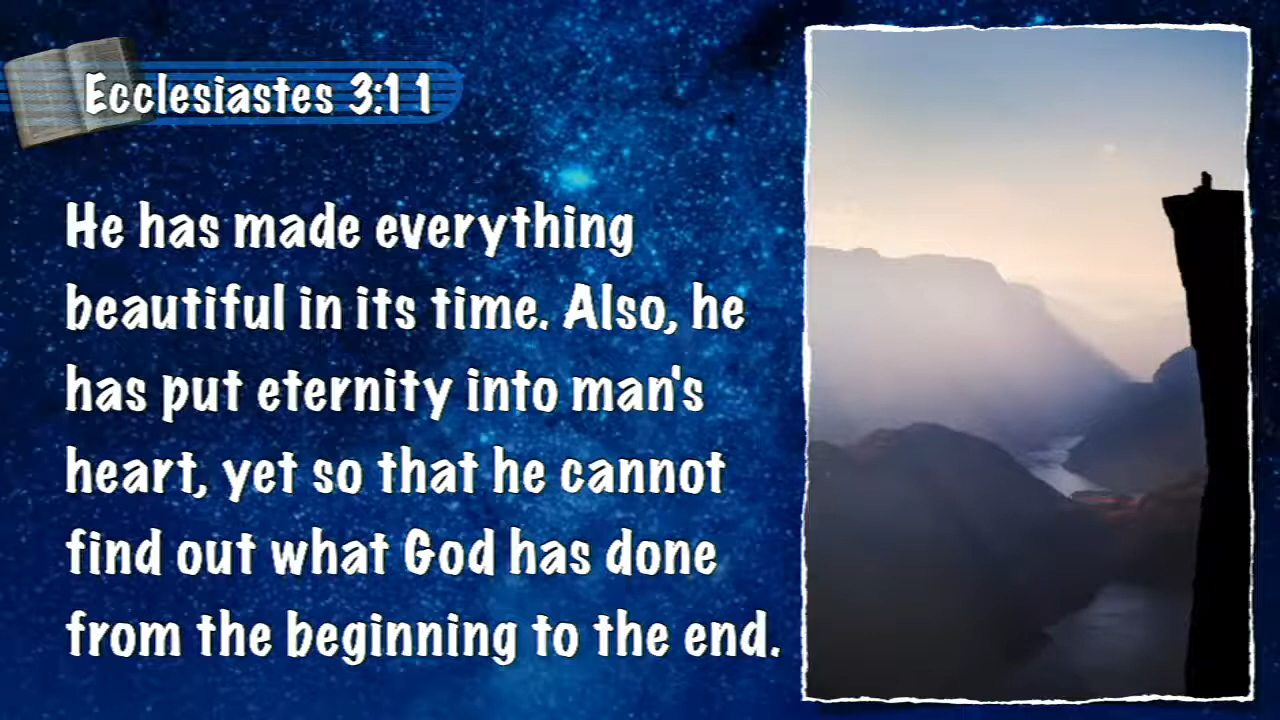 Ecclesiastes 3:11
He has made everything
beautiful in its time. Also, he
has put eternity into man's
heart, yet so that he cannot
find out what God has done
from the beginning to the end.